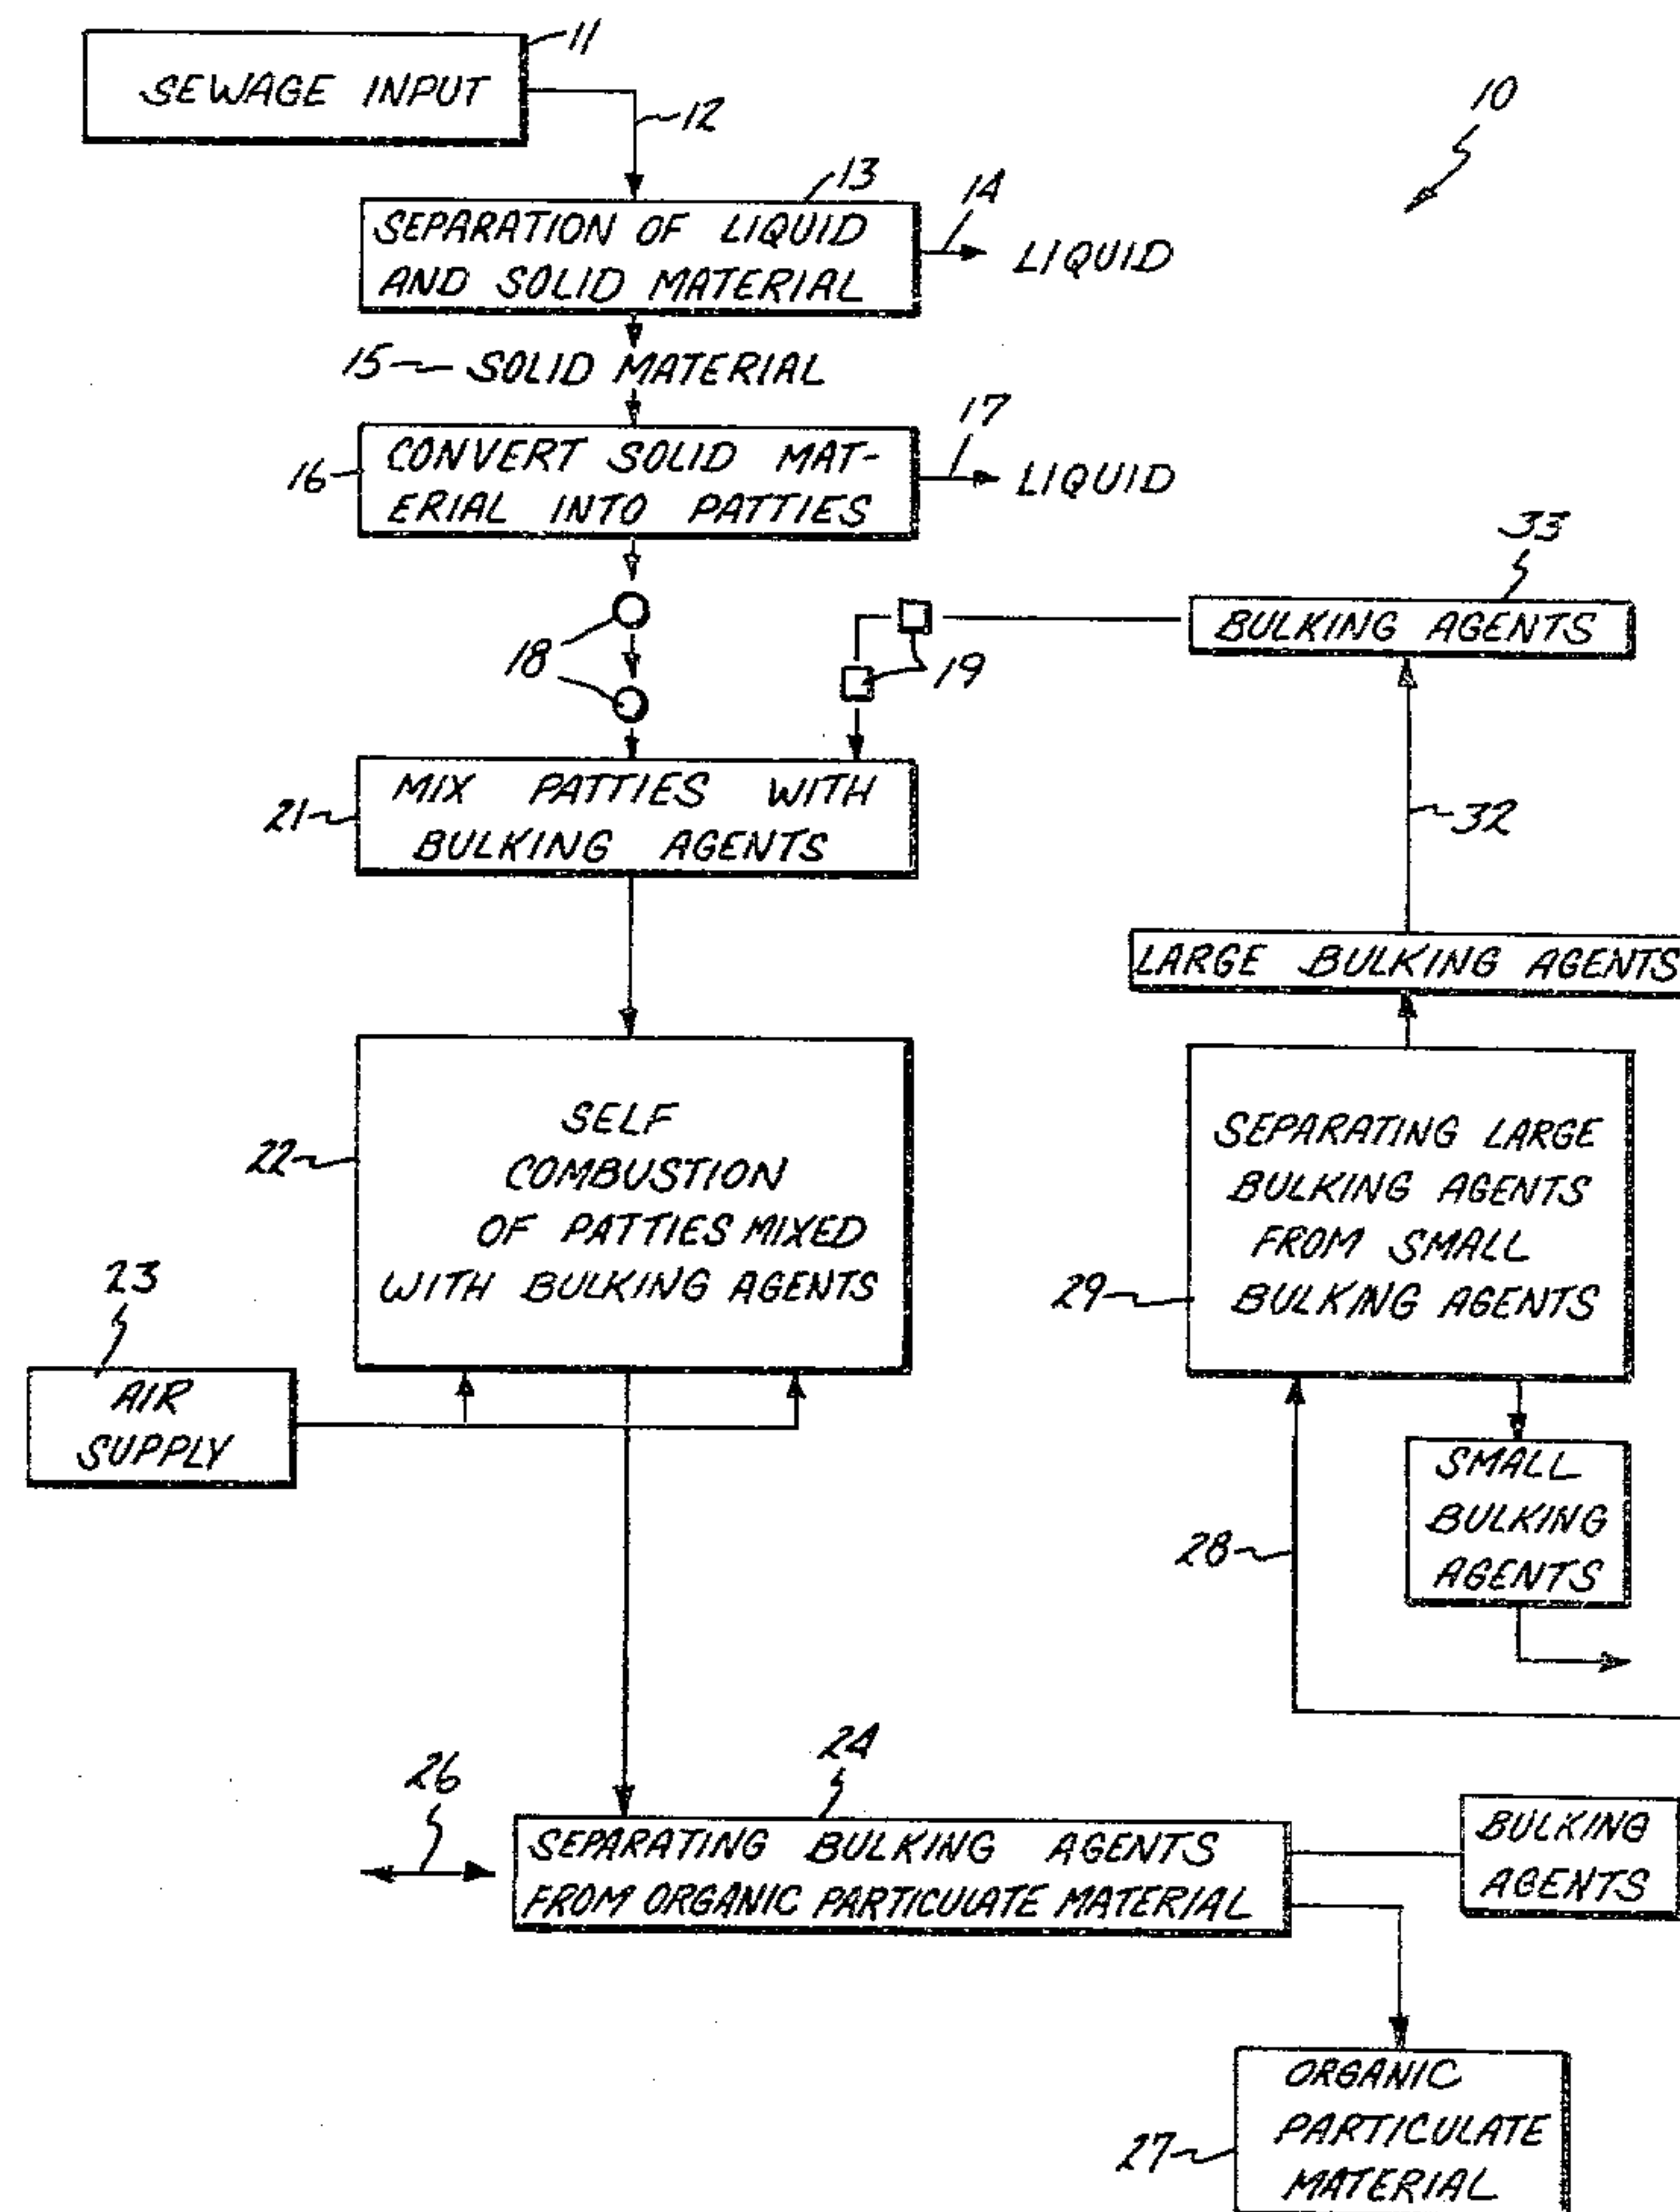 11
SEWAGE INPUT
12
10
13
14
SEPARATION OF LIQUID
AND SOLID MATERIAL
LIQUID
15
SOLID MATERIAL
17
16
CONVERT SOLID MAT-
ERIAL INTO PATTIES
LIQUID
33
BULKING AGENTS
18
19
21
MIX PATTIES WITH
BULKING AGENTS
32
LARGE BULKING AGENTS
22
SELF
COMBUSTION
OF PATTIES MIXED
WITH BULKING AGENTS
29
SEPARATING LARGE
BULKING AGENTS
FROM SMALL
BULKING AGENTS
23
AIR
SUPPLY
SMALL
BULKING
AGENTS
28
26
24
SEPARATING BULKING AGENTS
FROM ORGANIC PARTICULATE MATERIAL
BULKING
AGENTS
27
ORGANIC
PARTICULATE
MATERIAL